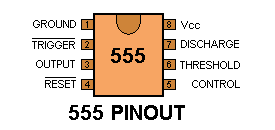 GROUND 1 8 Vcc
TRIGGER 2 7 DISCHARGE
555
OUTPUT 3 6 THRESHOLD
RESET 4 5 CONTROL
555 PINOUT